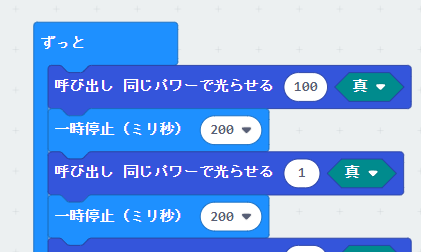 ずっと
呼び出し 同じパワーで光らせる 100 真
一時停止（ミリ秒） 200
呼び出し 同じパワーで光らせる 1 真
一時停止（ミリ秒） 200